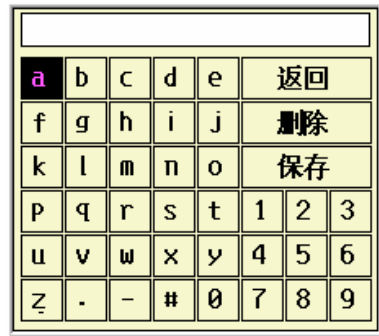 a b c d e 返回
f g h i j 删除
k l m n o 保存
p q r s t 1 2 3
u v w x y 4 5 6
z . - # 0 7 8 9